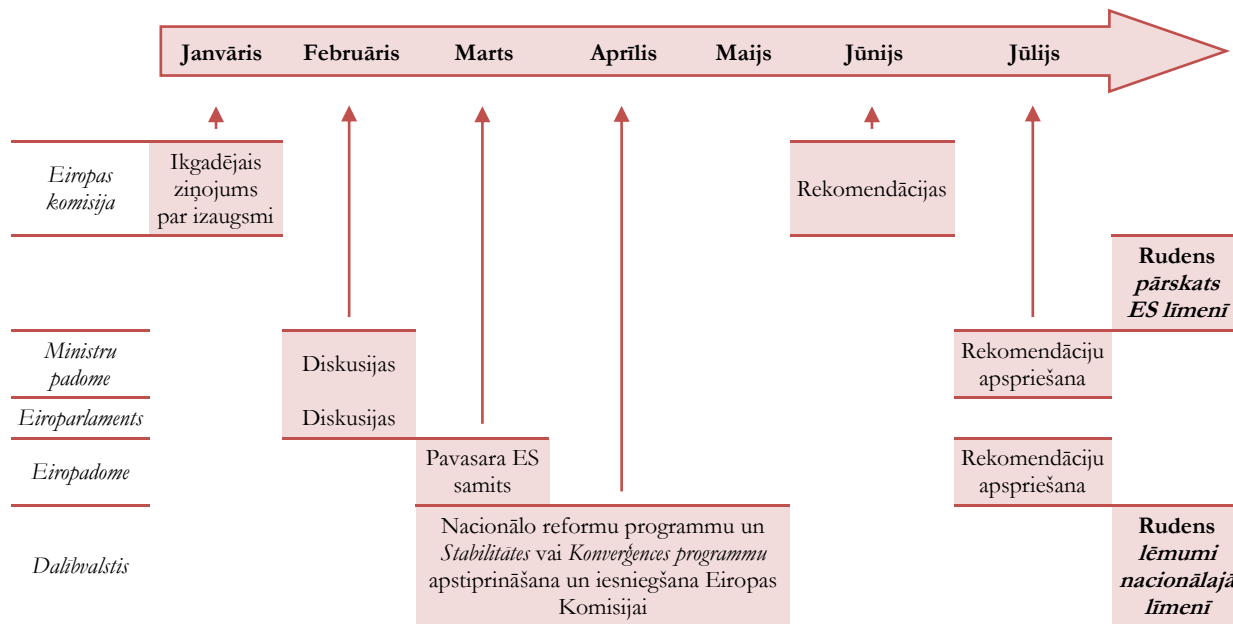 Janvāris Februāris Marts Aprīlis Maijs Jūnijs Jūlijs
Eiropas
komisija
Ikgadējais
ziņojums
par izaugsmi
Rekomendācijas
Rudens
pārskats
ES līmenī
Ministru
padome
Diskusijas
Rekomendāciju
apspriešana
Eiroparlaments
Diskusijas
Eiropadome
Pavasara ES
samits
Rekomendāciju
apspriešana
Dalībvalstis
Nacionālo reformu programmu un
Stabilitātes vai Konverģences programmu
apstiprināšana un iesniegšana Eiropas
Komisijai
Rudens
lēmumi
nacionālajā
līmenī